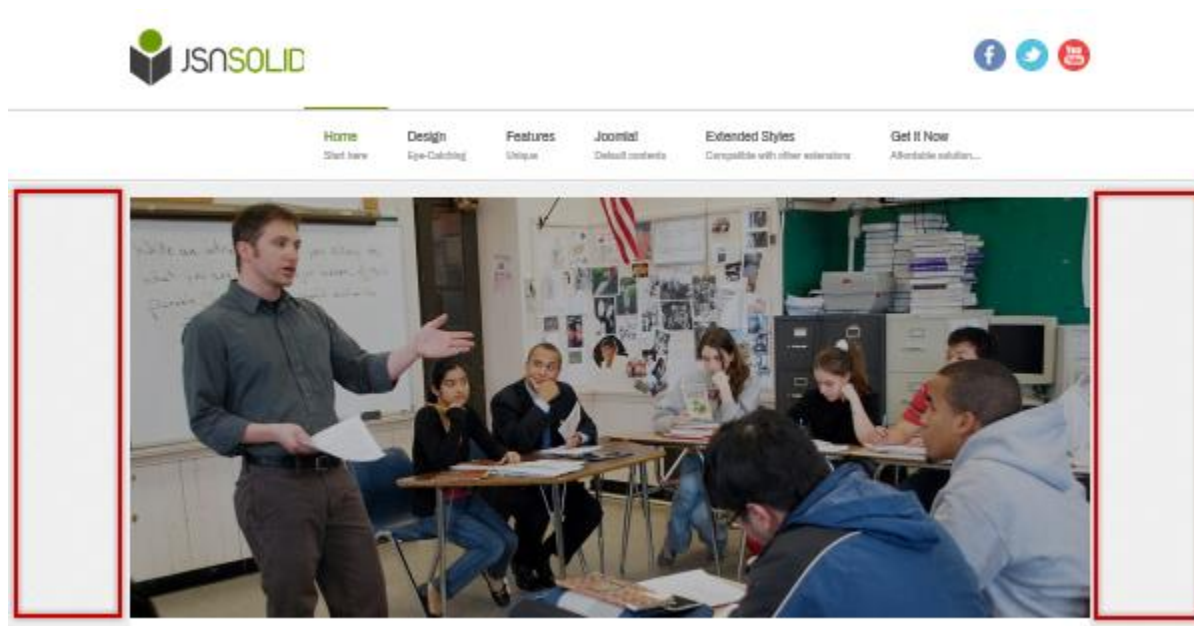 JSNSOLID
f
You
Home Design Features Joomla! Extended Styles Get It Now
Start here Eye-Catching Unique Default contents Compatible with other extensions Affordable solution...